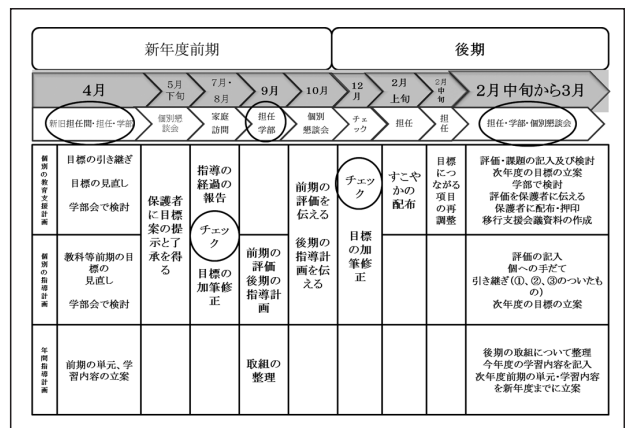 新年度前期
後期
4月
5月
下旬
7月・
8月
9月
10月
12
月
2月
上旬
2月
中
旬
2月中旬から3月
新旧担任間・担任・学部
個別懇
談会
家庭
訪問
担任
学部
個別
懇談会
チェ
ック
担任
担
任
担任・学部・個別懇談会
個別の教育支援計画
目標の引き継ぎ
目標の見直し
学部会で検討
保護者
に目標
案の提
示と了
承を得
る
指導の
経過の
報告
チェッ
ク
目標の
加筆修
正
前期の
評価を
伝える
後期の
指導計
画を伝
える
チェッ
ク
目標
の加
筆修
正
すこや
かの
配布
目標
につ
ながる
項目
の再
調整
評価・課題の記入及び検討
次年度の目標の立案
学部で検討
評価を保護者に伝える
保護者に配布・押印
移行支援会議資料の作成
個別の指導計画
教科等前期の目
標の
見直し
学部会で検討
前期の
評価
後期の
指導計
画
評価の記入
個への手だて
引き継ぎ(①、②、③のついたも
の)
次年度の目標の立案
年間指導計画
前期の単元、学
習内容の立案
取組の
整理
後期の取組について整理
今年度の学習内容を記入
次年度前期の単元・学習内容
を新年度までに立案